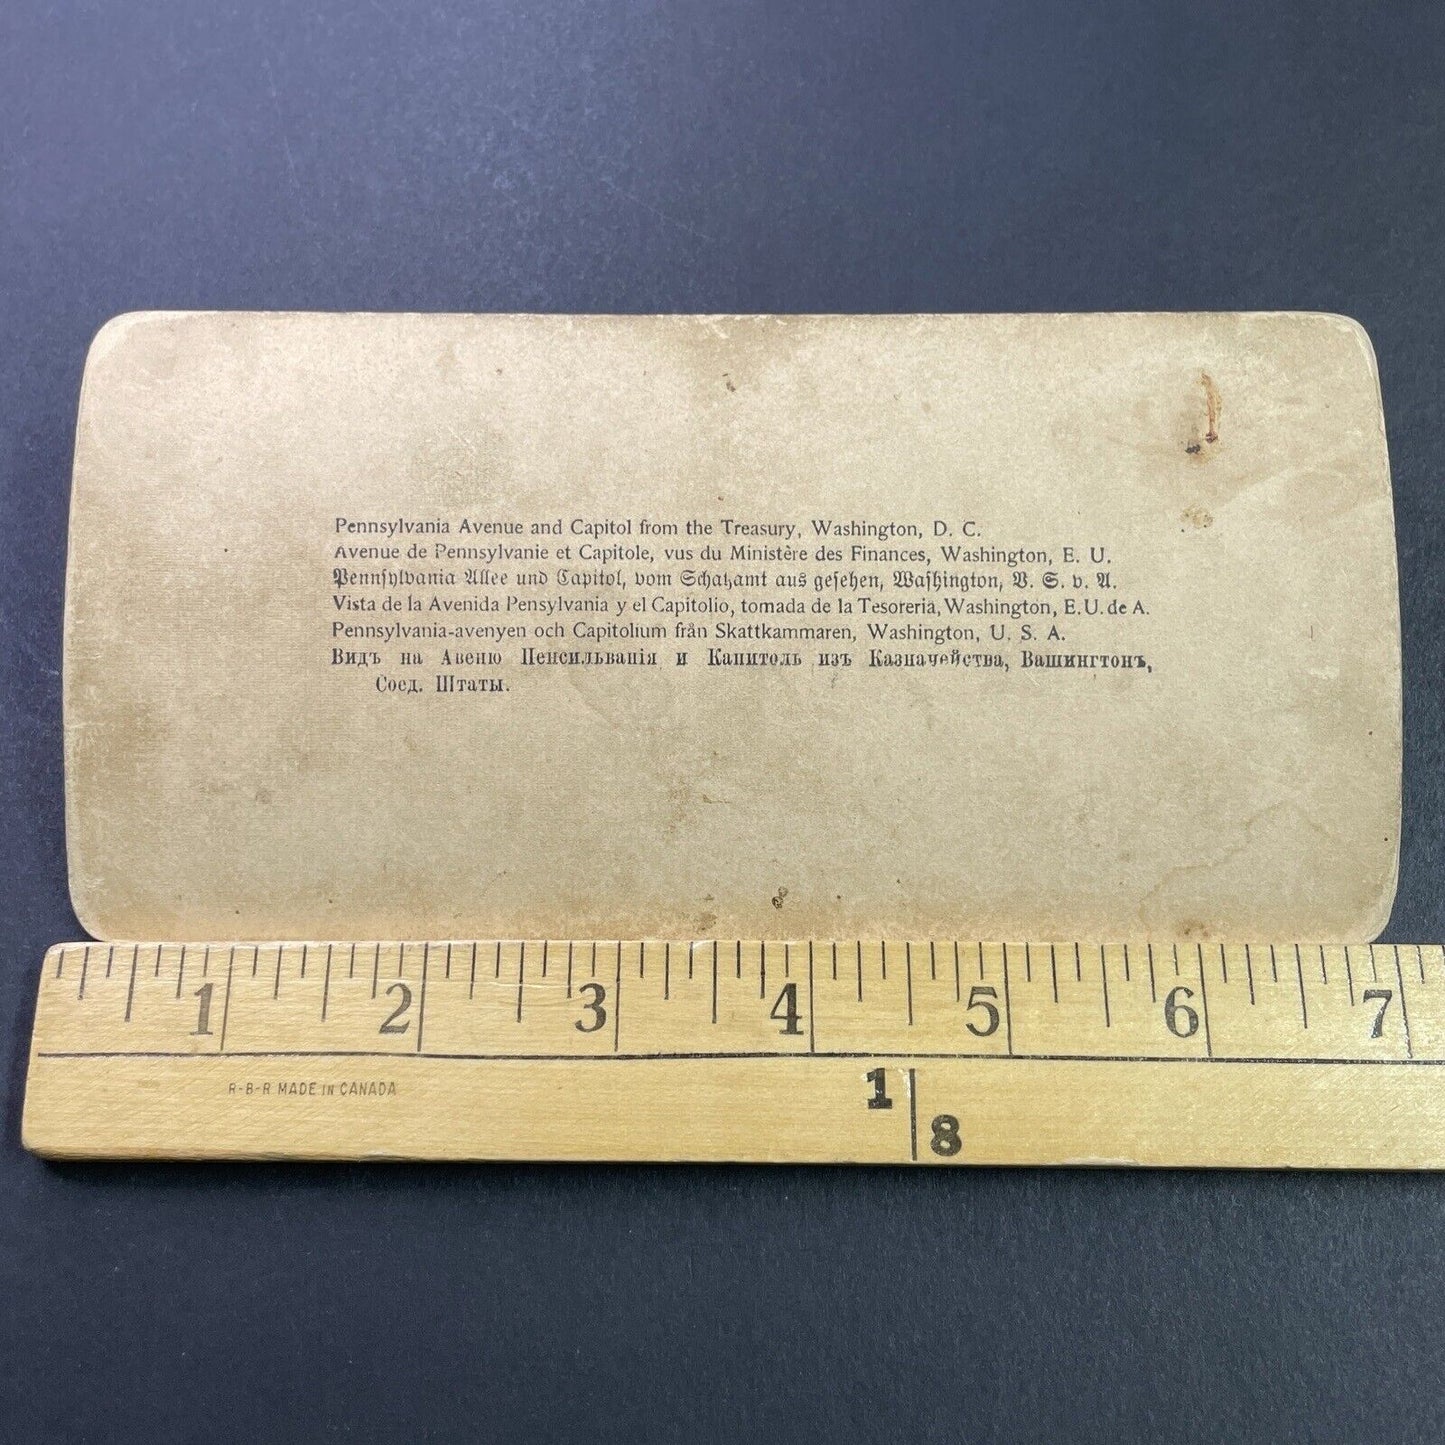 Pennsylvania Avenue and Capitol from the Treasury, Washington, D. C.
Avenue de Pennsylvanie et Capitole, vus du Ministère des Finances, Washington, E. U.
Pennsylvania Allee und Capitol, vom Schatzamt aus gesehen, Washington, V. S. v. A.
Vista de la Avenida Pensylvania y el Capitolio, tomada de la Tesoreria, Washington, E.U. de A.
Pennsylvania-avenyen och Capitolium från Skattkammaren, Washington, U. S. A.
Видъ на Авеню Пенсильванія и Капитоль изъ Казначейства, Вашингтонъ,
Соед. Штаты.
1 2 3 4 5 6 7
R-B-R MADE IN CANADA
1 8